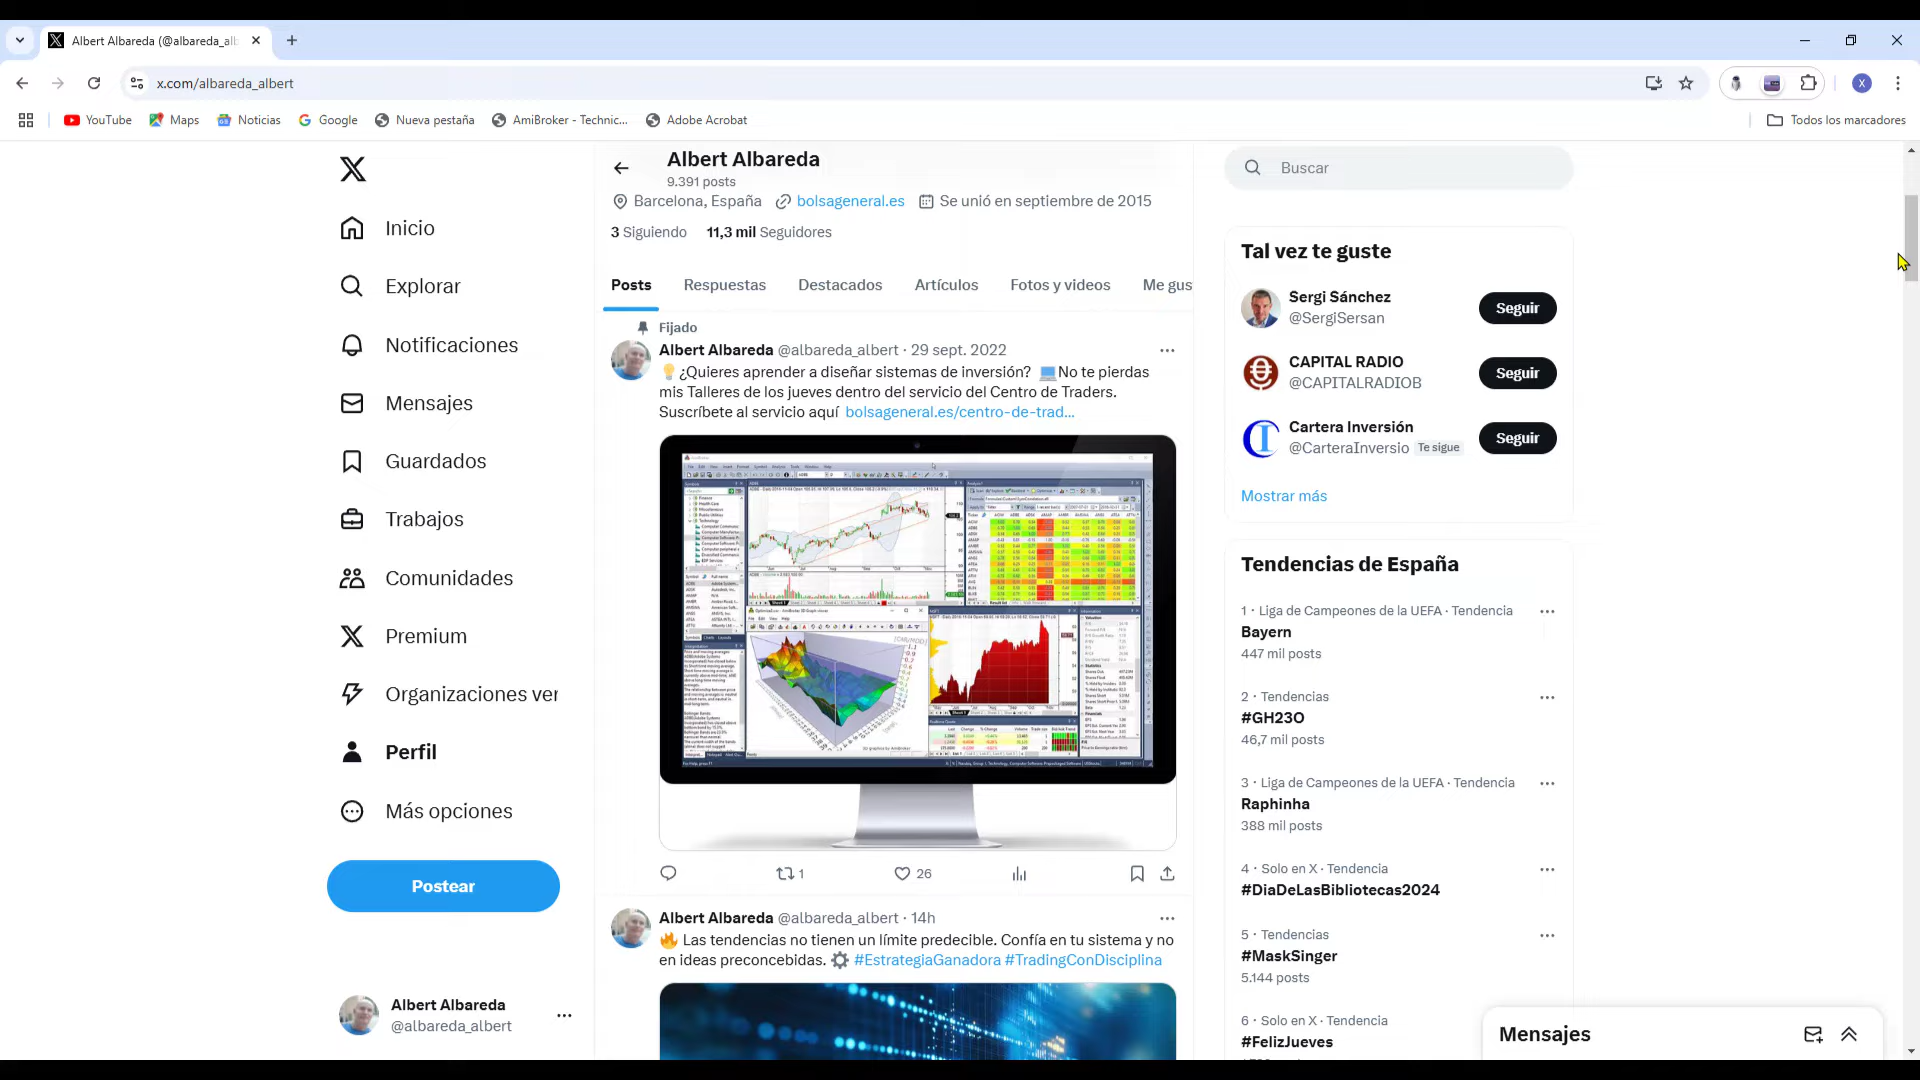 Albert Albareda (@albareda_alb
x.com/albareda_albert
YouTube
Maps
Noticias
Google
Nueva pestaña
AmiBroker - Technic...
Adobe Acrobat
Todos los marcadores
X
Inicio
Explorar
Notificaciones
Mensajes
Guardados
Trabajos
Comunidades
Premium
Organizaciones ver
Perfil
Más opciones
Postear
Albert Albareda
@albareda_albert
Albert Albareda
9.391 posts
Barcelona, España bolsageneral.es Se unió en septiembre de 2015
3 Siguiendo 11,3 mil Seguidores
Posts Respuestas Destacados Artículos Fotos y videos Me gus
Fijado
Albert Albareda @albareda_albert · 29 sept. 2022
💡¿Quieres aprender a diseñar sistemas de inversión? 💻No te pierdas
mis Talleres de los jueves dentro del servicio del Centro de Traders.
Suscríbete al servicio aquí bolsageneral.es/centro-de-trad...
1
26
Albert Albareda @albareda_albert · 14h
🔥 Las tendencias no tienen un límite predecible. Confía en tu sistema y no
en ideas preconcebidas. ⚙️ #EstrategiaGanadora #TradingConDisciplina
Buscar
Tal vez te guste
Sergi Sánchez
@SergiSersan
Seguir
CAPITAL RADIO
@CAPITALRADIOB
Seguir
Cartera Inversión
@CarteraInversio Te sigue
Seguir
Mostrar más
Tendencias de España
1 · Liga de Campeones de la UEFA · Tendencia
Bayern
447 mil posts
2 · Tendencias
#GH23O
46,7 mil posts
3 · Liga de Campeones de la UEFA · Tendencia
Raphinha
388 mil posts
4 · Solo en X · Tendencia
#DiaDeLasBibliotecas2024
5 · Tendencias
#MaskSinger
5.144 posts
6 · Solo en X · Tendencia
#FelizJueves
Mensajes